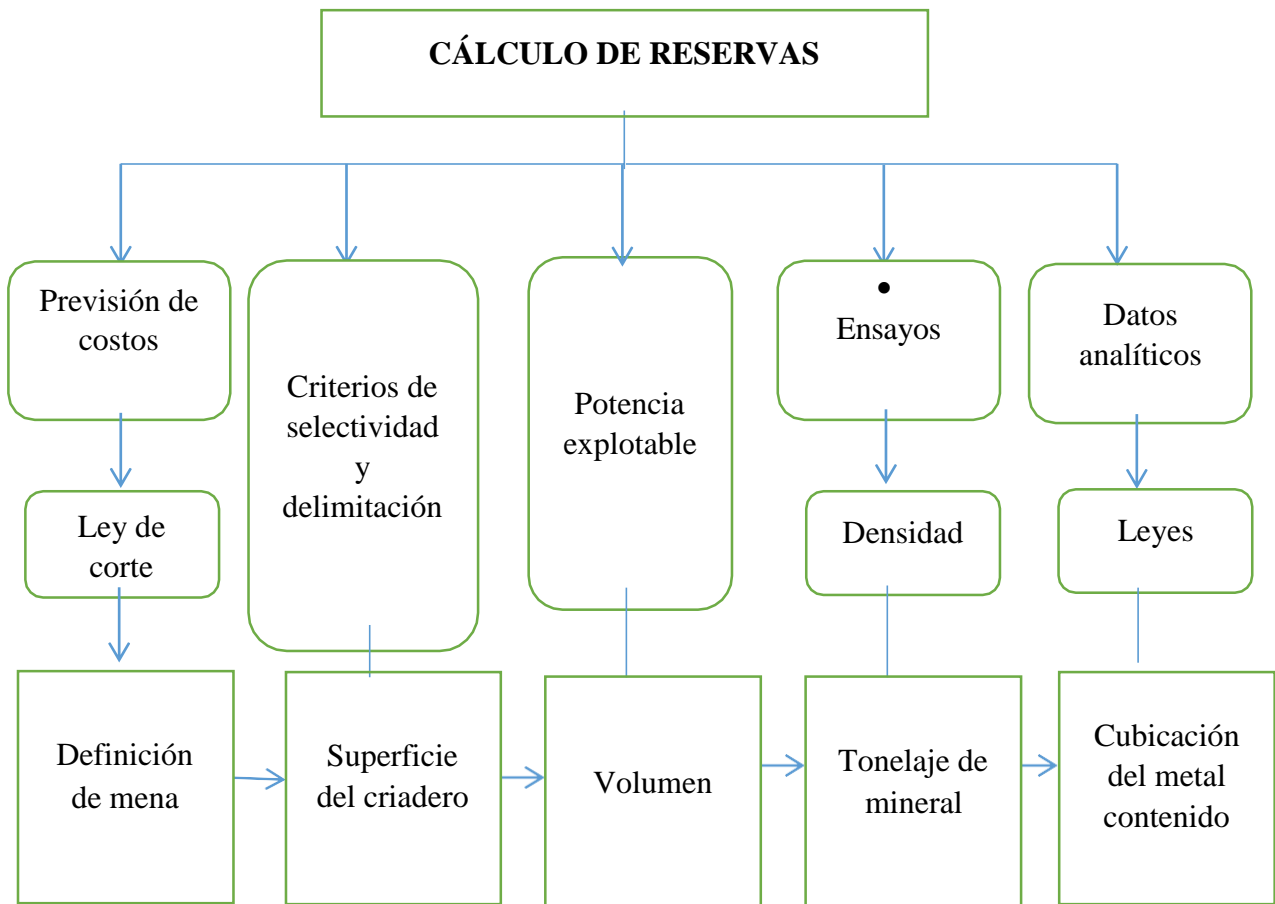 CÁLCULO DE RESERVAS
Previsión de
costos
Criterios de
selectividad
y
delimitación
Potencia
explotable
•
Ensayos
Datos
analíticos
Ley de
corte
Densidad
Leyes
Definición
de mena
Superficie
del criadero
Volumen
Tonelaje de
mineral
Cubicación
del metal
contenido